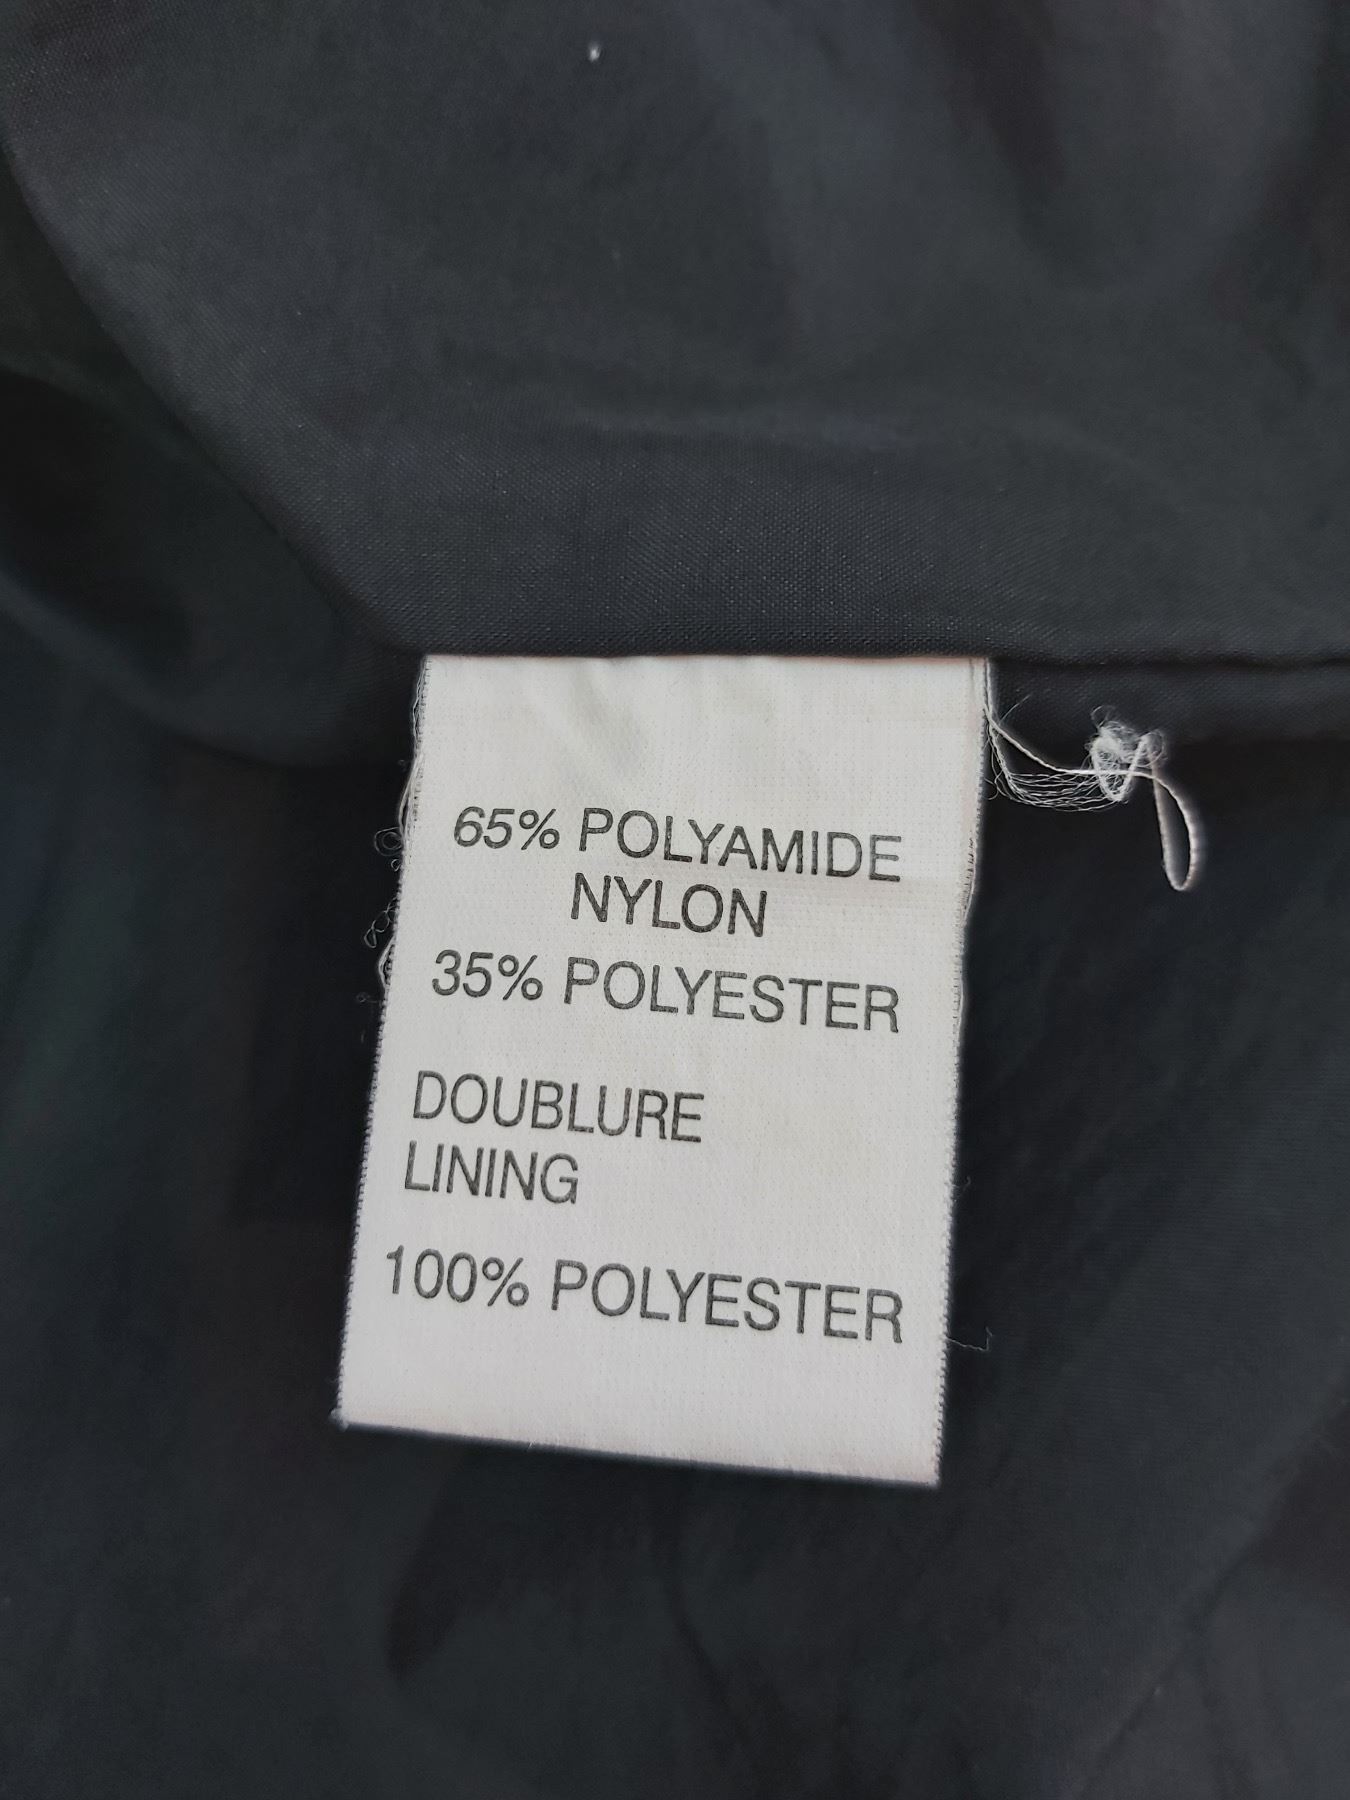 65% POLYAMIDE
NYLON
35% POLYESTER
DOUBLURE
LINING
100% POLYESTER